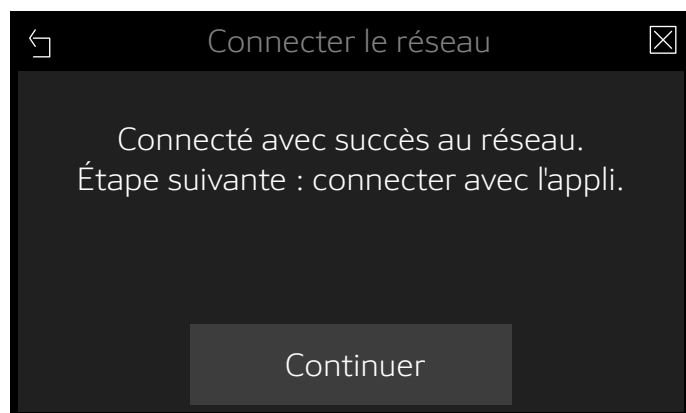 Connecter le réseau
Connecté avec succès au réseau.
Étape suivante : connecter avec l'appli.
Continuer